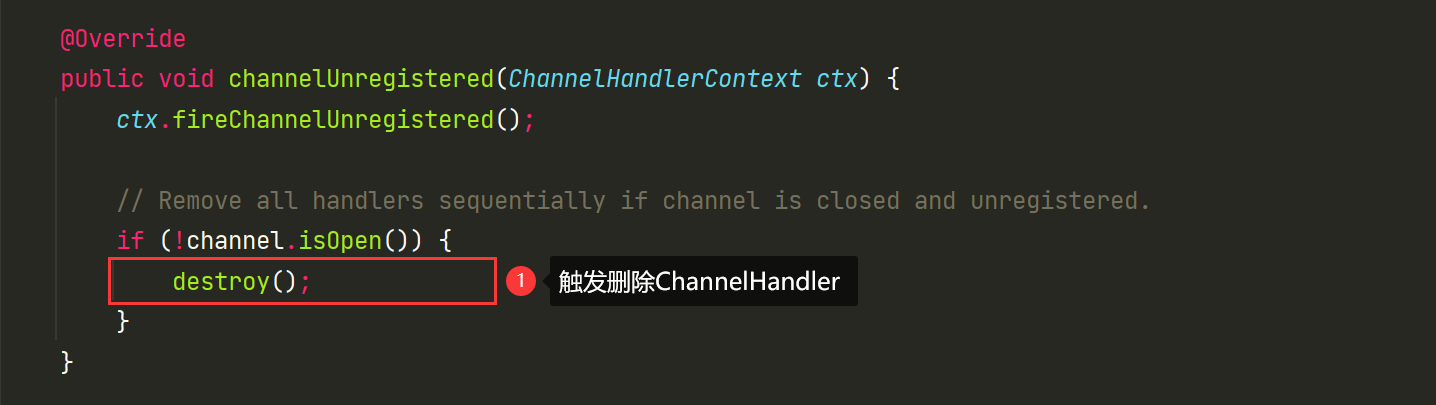 @Override
public void channelUnregistered(ChannelHandlerContext ctx) {
    ctx.fireChannelUnregistered();
    // Remove all handlers sequentially if channel is closed and unregistered.
    if (!channel.isOpen()) {
        destroy(); 1 触发删除ChannelHandler
    }
}